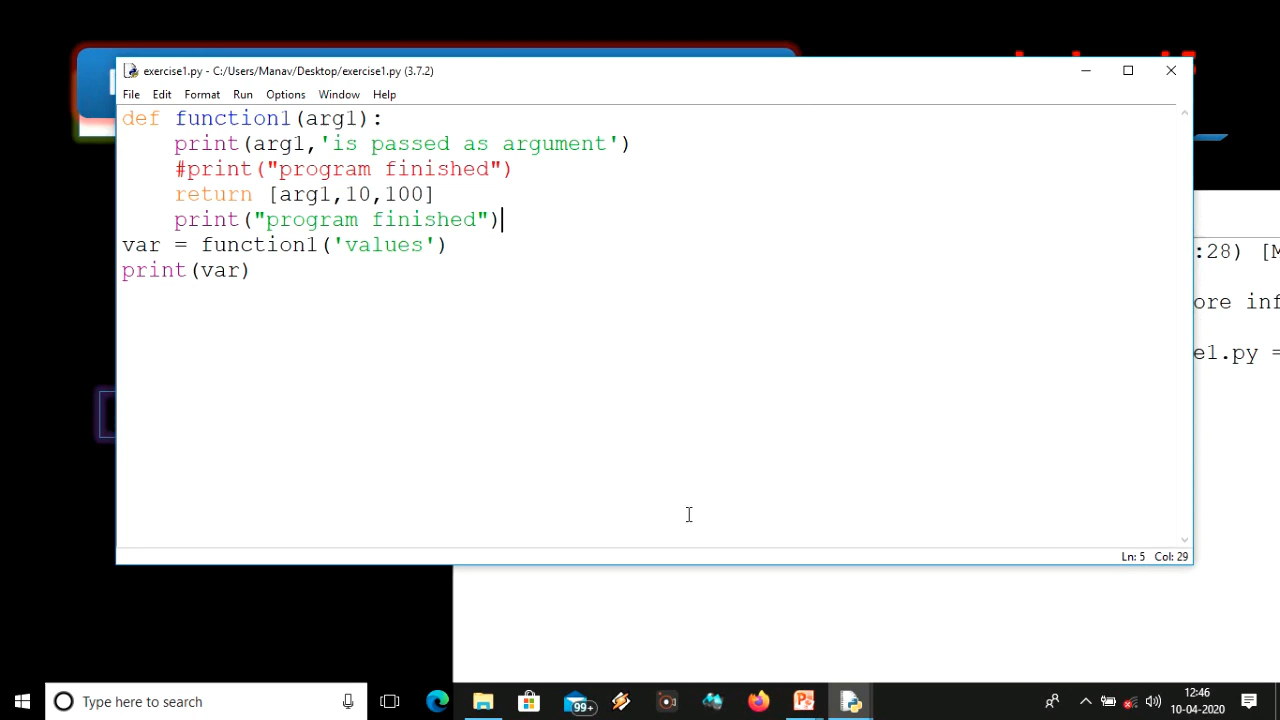 exercise1.py - C:/Users/Manav/Desktop/exercise1.py (3.7.2)
File Edit Format Run Options Window Help
def function1(arg1):
    print(arg1,'is passed as argument')
    #print("program finished")
    return [arg1,10,100]
    print("program finished")
var = function1('values')
print(var)
:28) [M
ore inf
e1.py =
Ln: 5 Col: 29
Type here to search
99+
12:46
10-04-2020